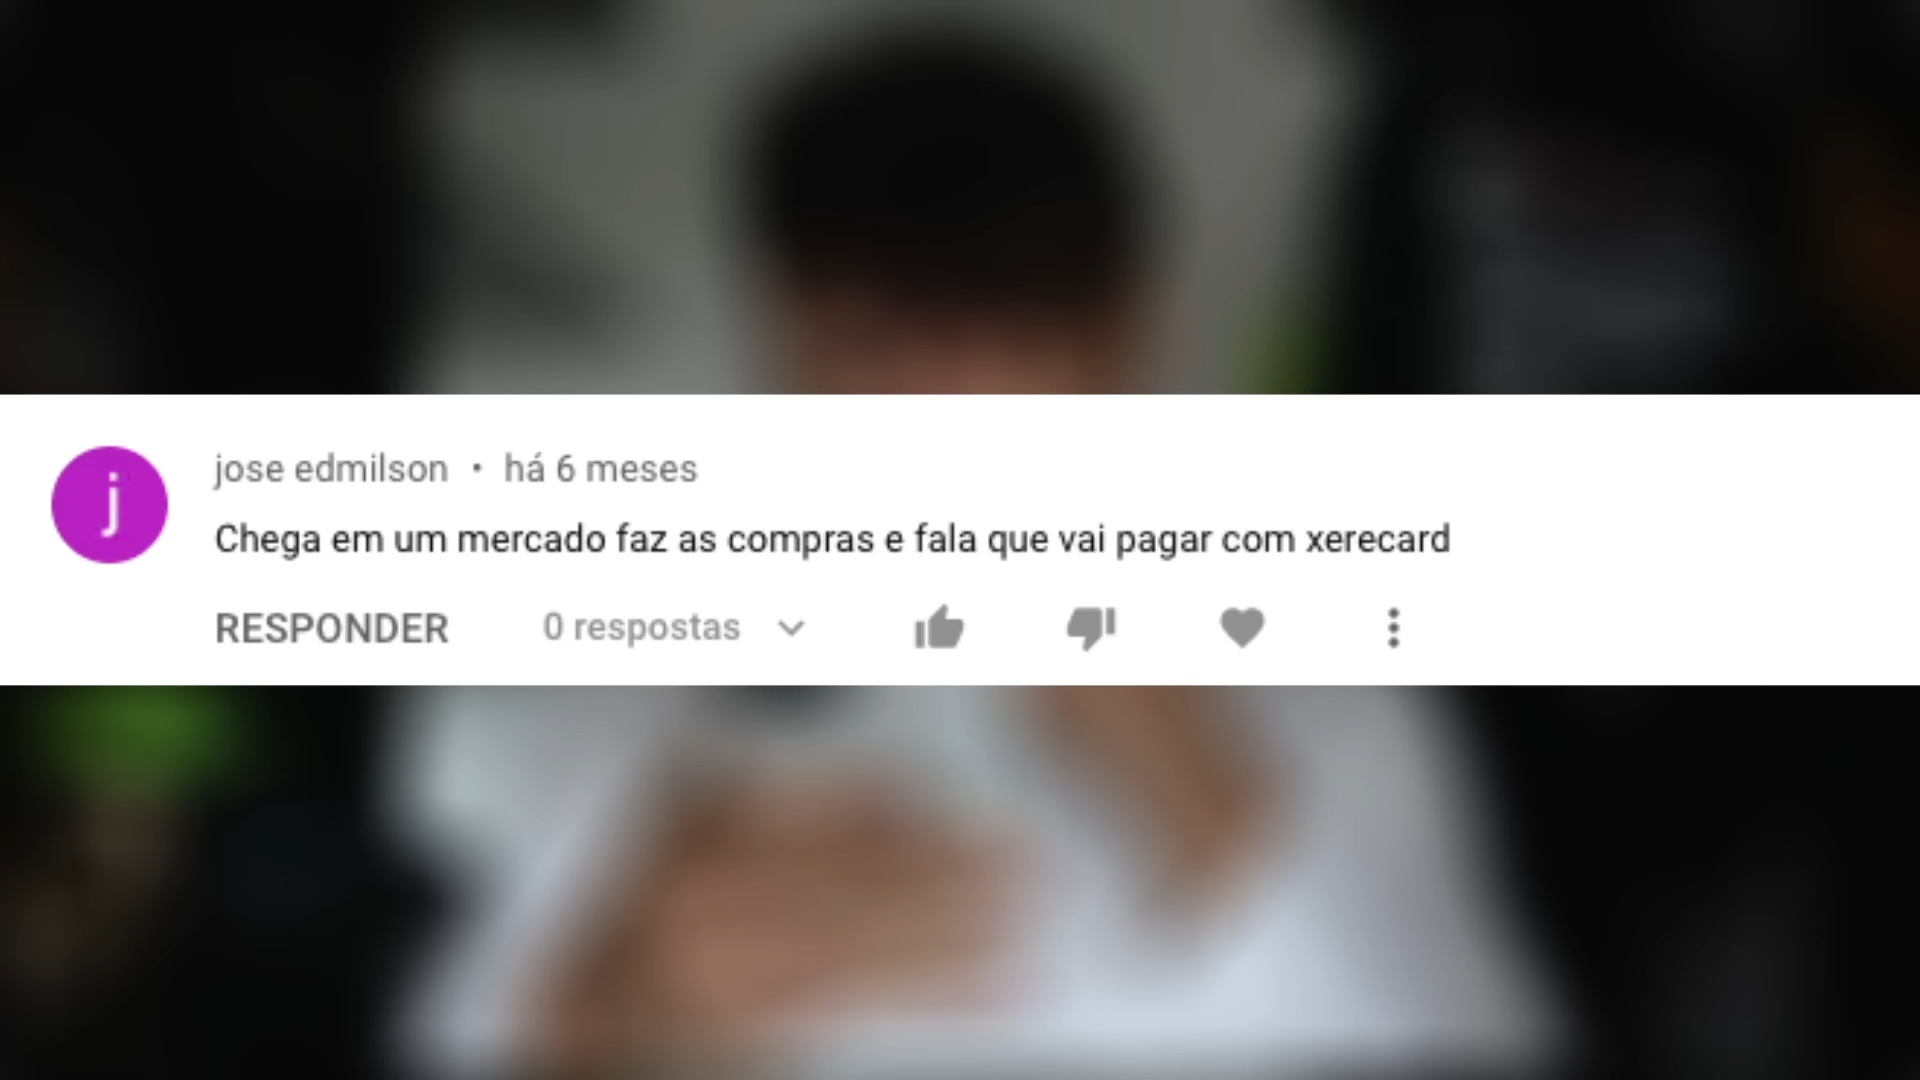 j
jose edmilson • há 6 meses
Chega em um mercado faz as compras e fala que vai pagar com xerecard
RESPONDER 0 respostas